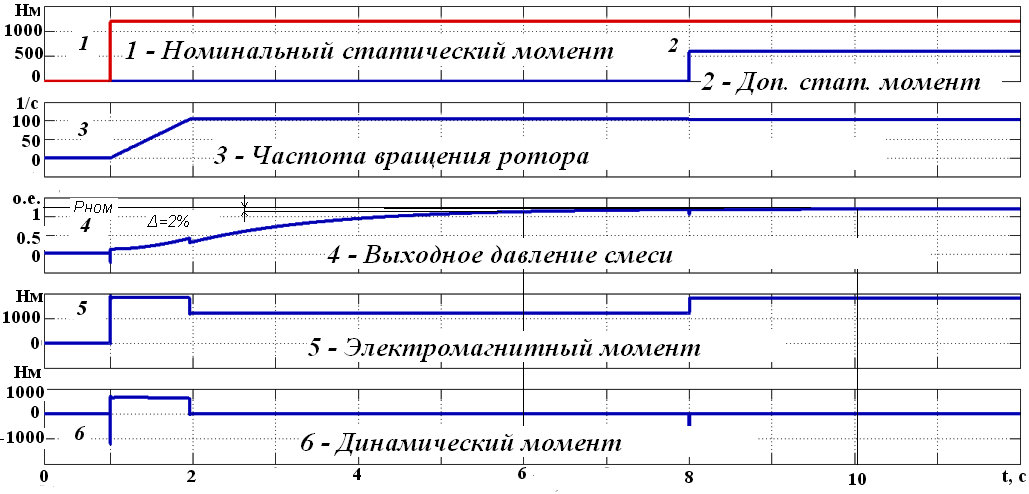 Нм
1000
500
0
1
1 - Номинальный статический момент
2
2 - Доп. стат. момент
1/с
100
50
0
3
3 - Частота вращения ротора
о.е.
1
0.5
0
Рном
4
Δ=2%
4 - Выходное давление смеси
Нм
1000
0
5
5 - Электромагнитный момент
Нм
1000
0
-1000
6
6 - Динамический момент
0 2 4 6 8 10 t, с